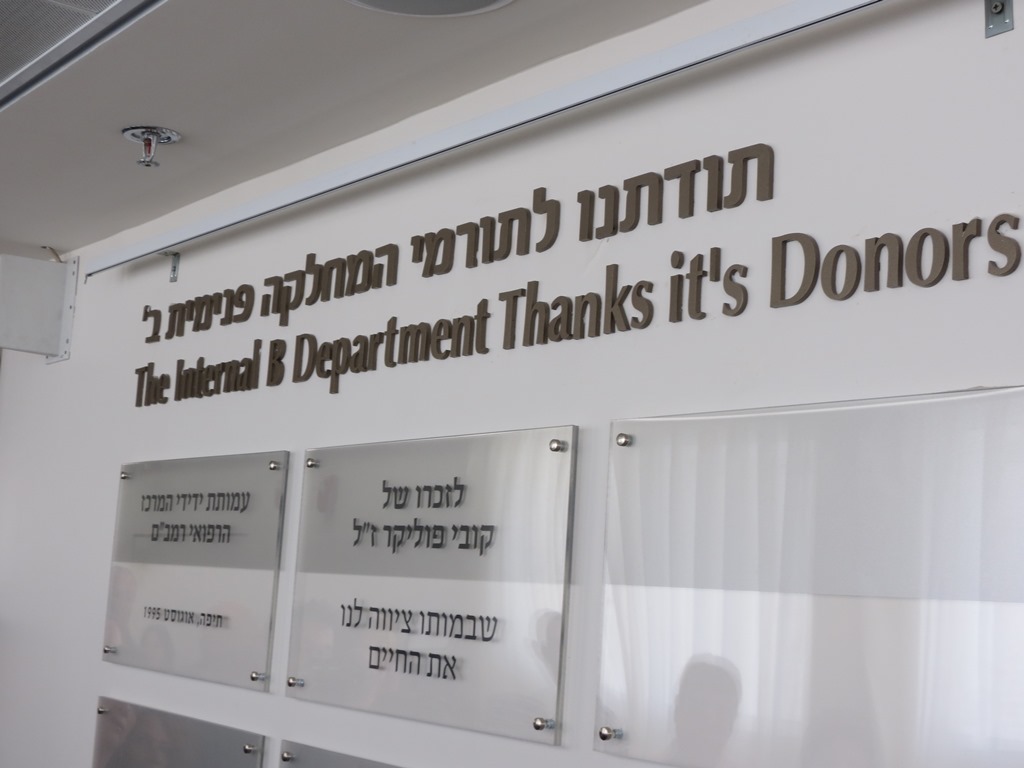 תודתנו לתורמי המחלקה פנימית ב'
The Internal B Department Thanks it's Donors
עמותת ידידי המרכז
הרפואי רמב"ם
חיפה, אוגוסט 1995
לזכרו של
קובי פוליקר ז"ל
שבמותו ציווה לנו
את החיים